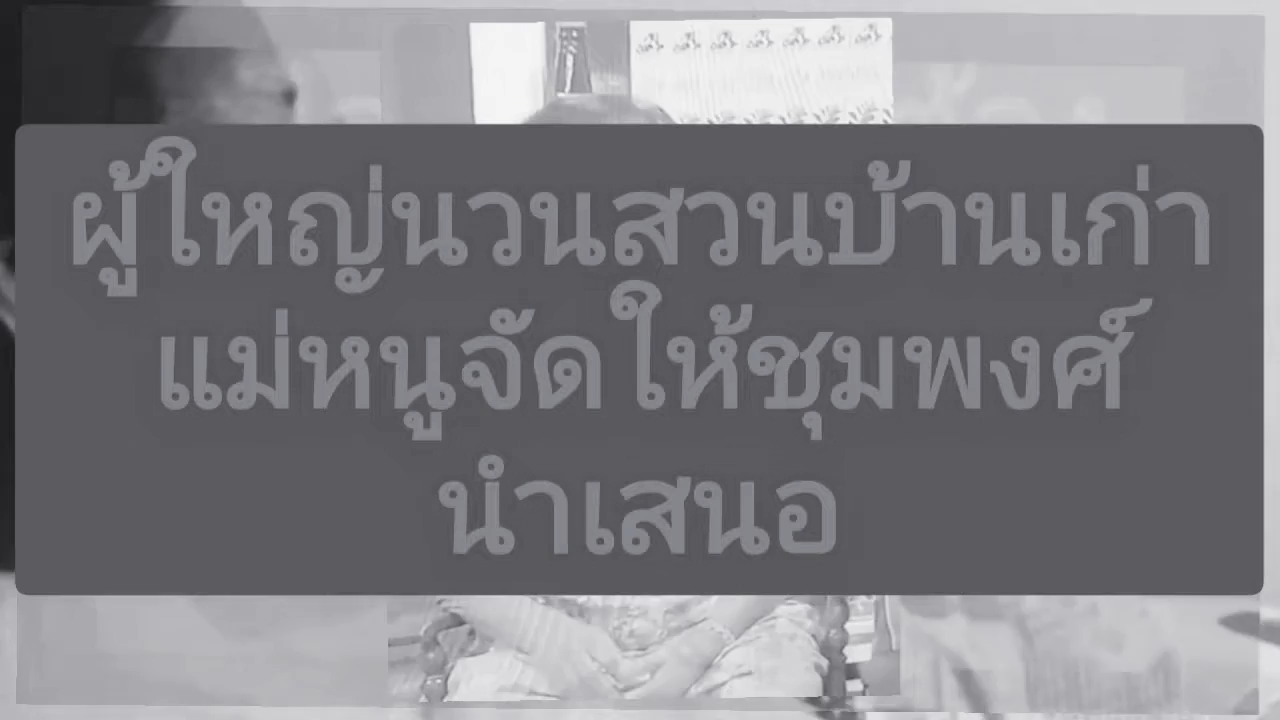 ผู้ใหญ่นวนสวนบ้านเก่า
แม่หนูจัดให้ชุมพงศ์
นำเสนอ